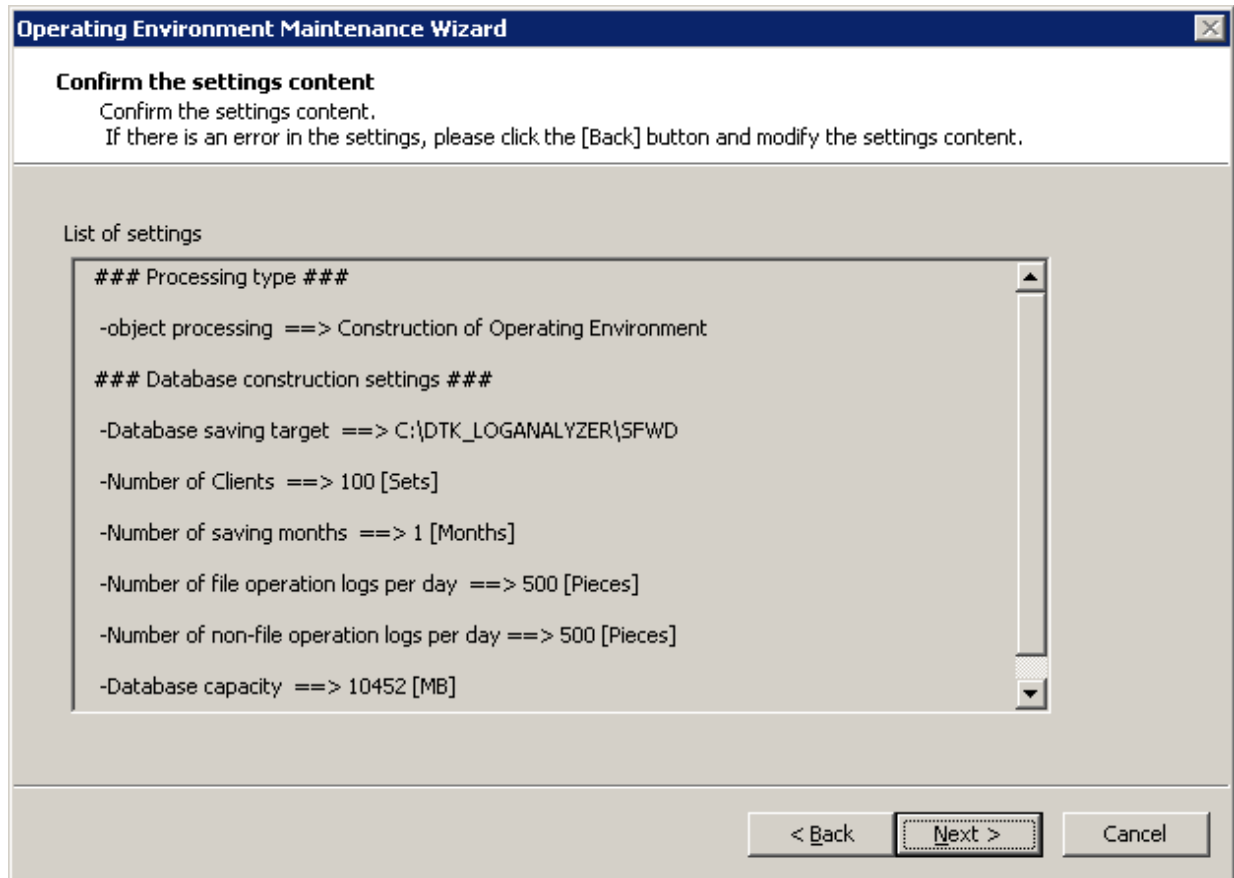 Operating Environment Maintenance Wizard
Confirm the settings content
Confirm the settings content.
If there is an error in the settings, please click the [Back] button and modify the settings content.
List of settings
### Processing type ###
-object processing ==> Construction of Operating Environment
### Database construction settings ###
-Database saving target ==> C:\DTK_LOGANALYZER\SFWD
-Number of Clients ==> 100 [Sets]
-Number of saving months ==> 1 [Months]
-Number of file operation logs per day ==> 500 [Pieces]
-Number of non-file operation logs per day ==> 500 [Pieces]
-Database capacity ==> 10452 [MB]
< Back Next > Cancel